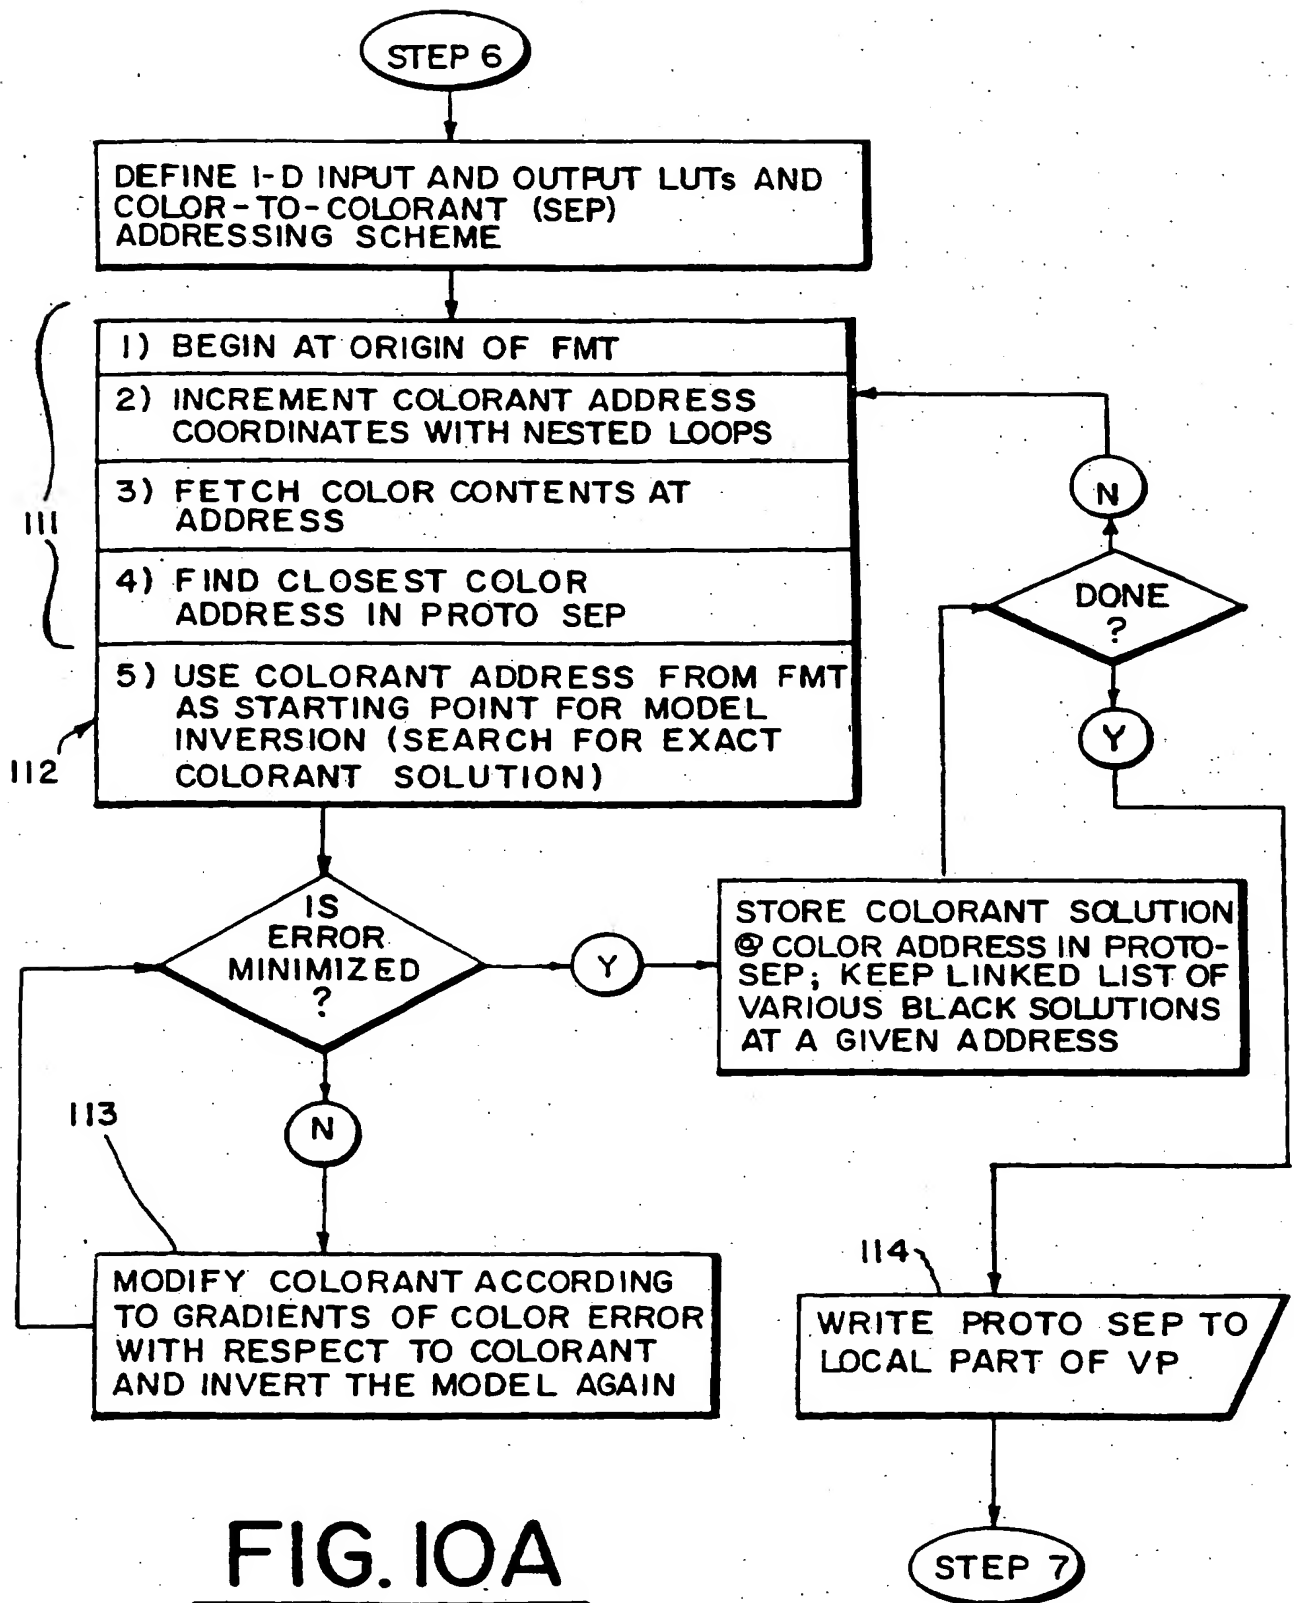 STEP 6
DEFINE 1-D INPUT AND OUTPUT LUTs AND
COLOR-TO-COLORANT (SEP)
ADDRESSING SCHEME
1) BEGIN AT ORIGIN OF FMT
2) INCREMENT COLORANT ADDRESS
COORDINATES WITH NESTED LOOPS
3) FETCH COLOR CONTENTS AT
ADDRESS
4) FIND CLOSEST COLOR
ADDRESS IN PROTO SEP
5) USE COLORANT ADDRESS FROM FMT
AS STARTING POINT FOR MODEL
INVERSION (SEARCH FOR EXACT
COLORANT SOLUTION)
111
112
N
DONE
?
Y
IS
ERROR
MINIMIZED
?
Y
STORE COLORANT SOLUTION
@ COLOR ADDRESS IN PROTO-
SEP; KEEP LINKED LIST OF
VARIOUS BLACK SOLUTIONS
AT A GIVEN ADDRESS
N
113
MODIFY COLORANT ACCORDING
TO GRADIENTS OF COLOR ERROR
WITH RESPECT TO COLORANT
AND INVERT THE MODEL AGAIN
114
WRITE PROTO SEP TO
LOCAL PART OF VP
STEP 7
FIG. 10A